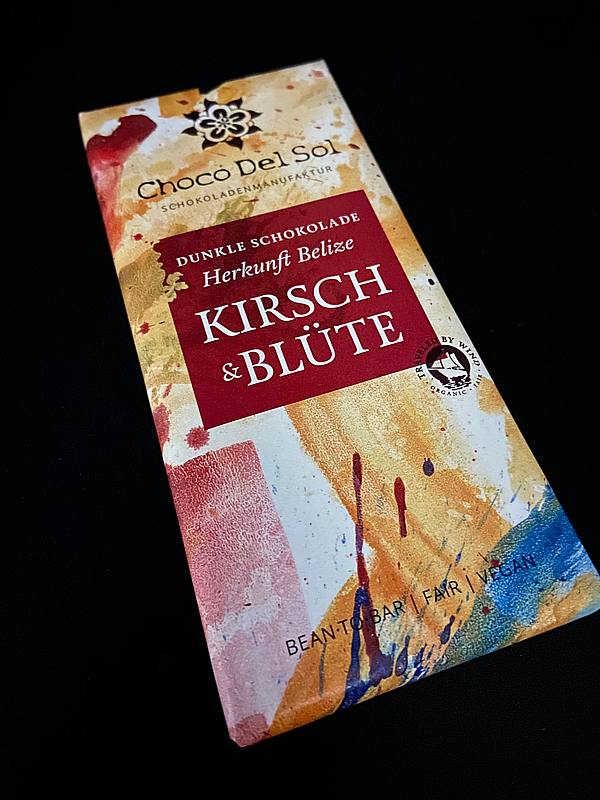 Choco Del Sol
SCHOKOLADENMANUFAKTUR
DUNKLE SCHOKOLADE
Herkunft Belize
KIRSCH
&BLÜTE
TRAVELED BY WIND
· ORGANIC · FAIR ·
BEAN·TO·BAR | FAIR | VEGAN